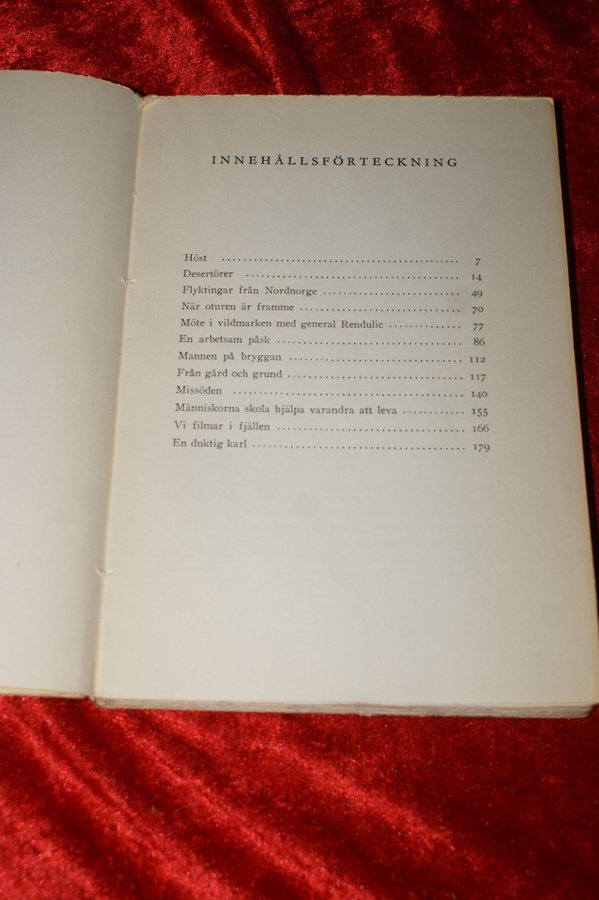 INNEHÅLLSFÖRTECKNING
Höst ........................................ 7
Desertörer .................................... 14
Flyktingar från Nordnorge ........................ 49
När oturen är framme ............................ 70
Möte i vildmarken med general Rendulic ............. 77
En arbetsam påsk ................................ 86
Mannen på bryggan .............................. 112
Från gård och grund .............................. 117
Missöden ...................................... 140
Människorna skola hjälpa varandra att leva ........... 155
Vi filmar i fjällen ................................ 166
En duktig karl .................................... 179